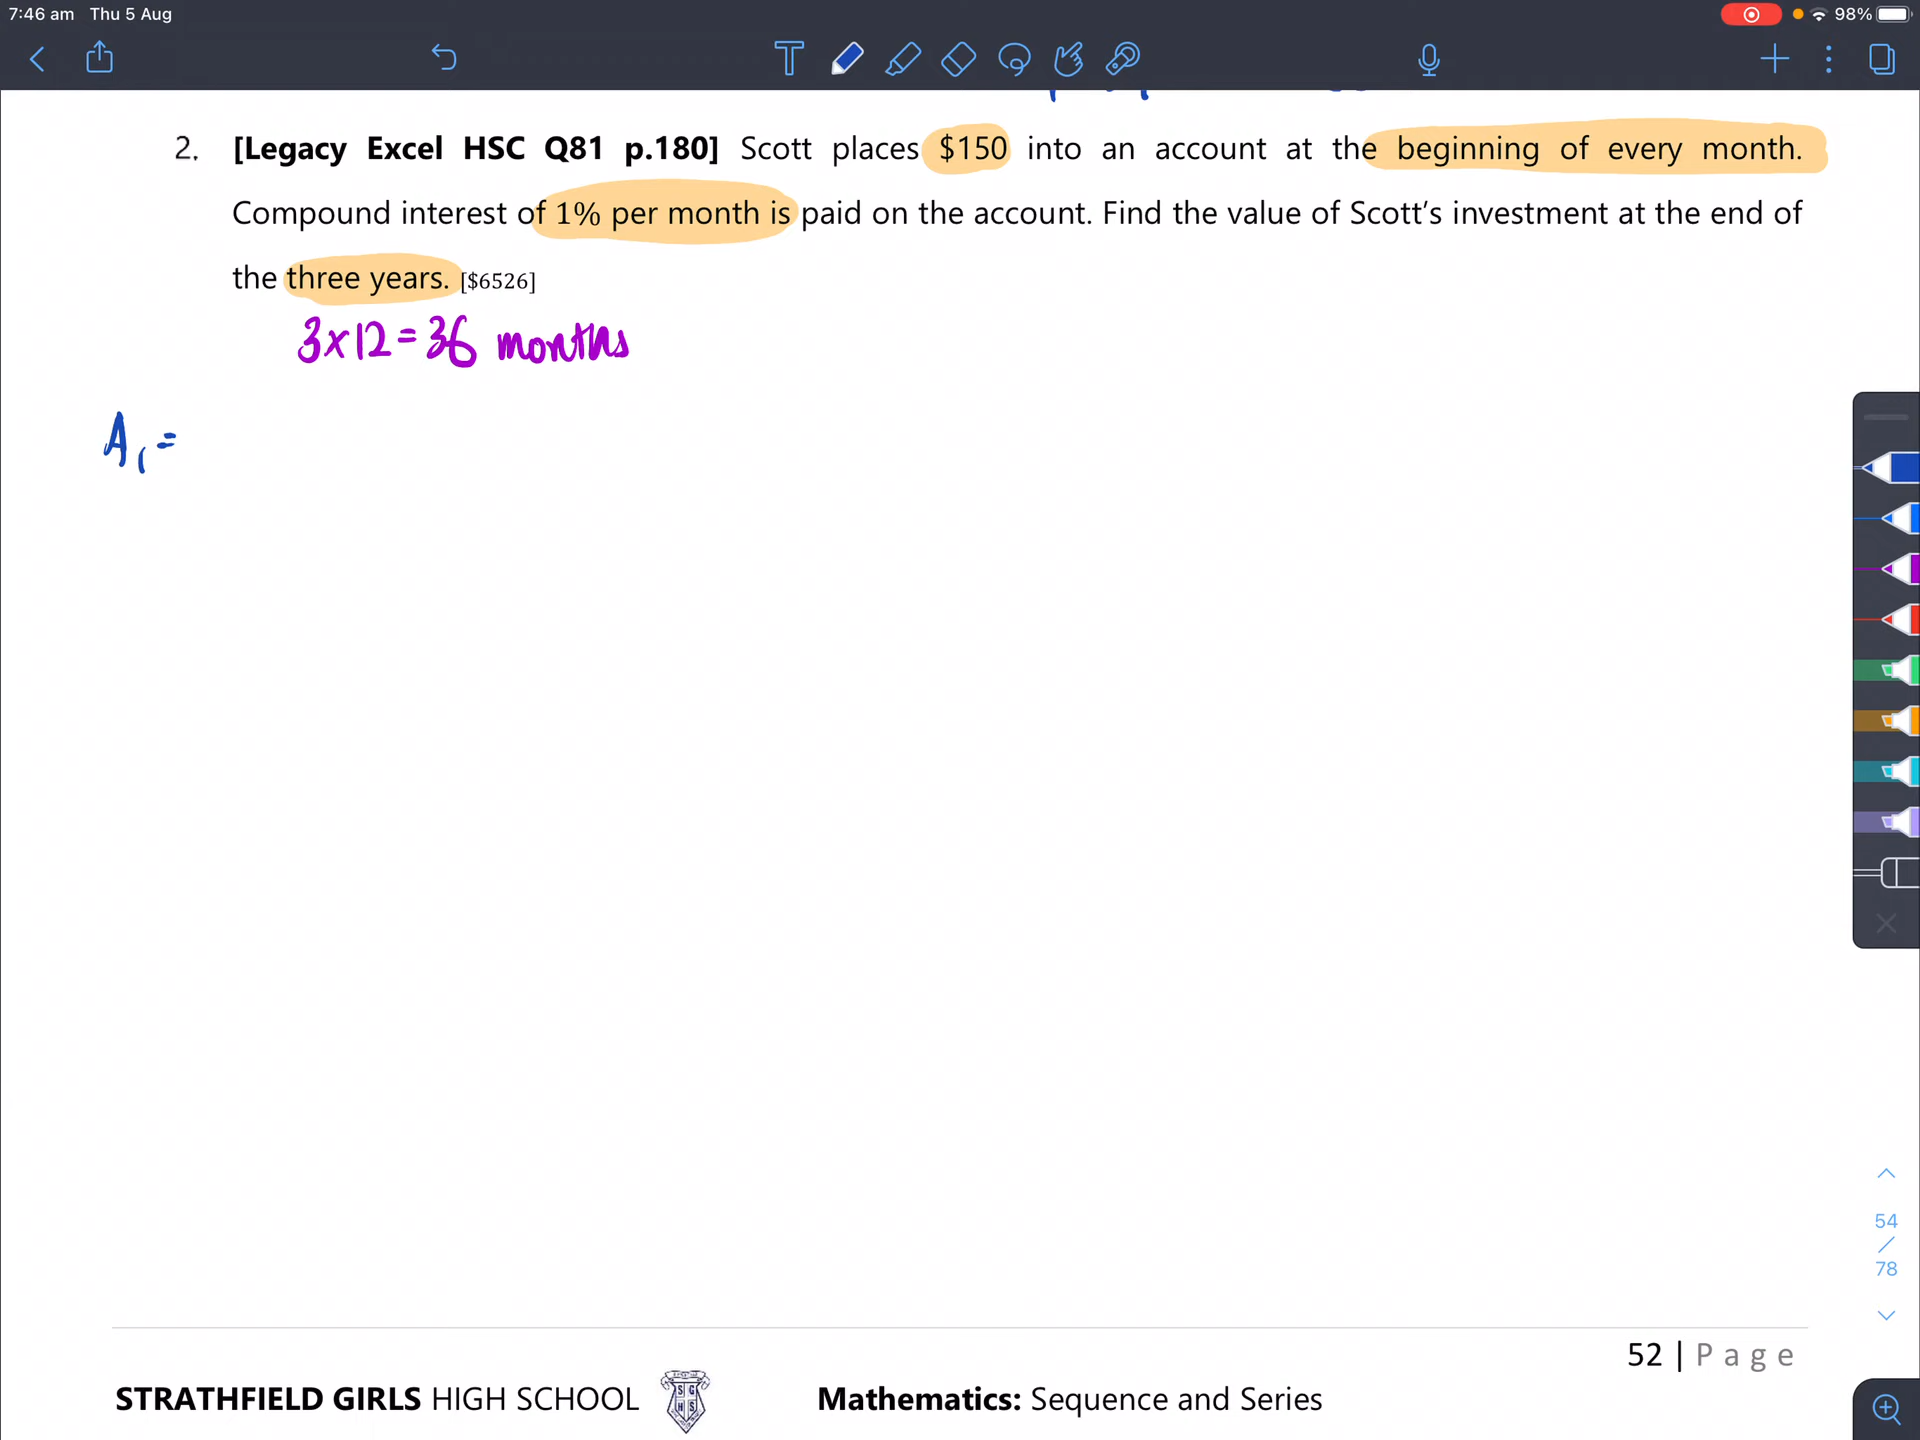 7:46 am Thu 5 Aug
98%
2. [Legacy Excel HSC Q81 p.180] Scott places $150 into an account at the beginning of every month.
Compound interest of 1% per month is paid on the account. Find the value of Scott's investment at the end of
the three years. [$6526]
3×12=36 months
A₁ =
54
/
78
52 | Page
STRATHFIELD GIRLS HIGH SCHOOL
S G
H S
Mathematics: Sequence and Series